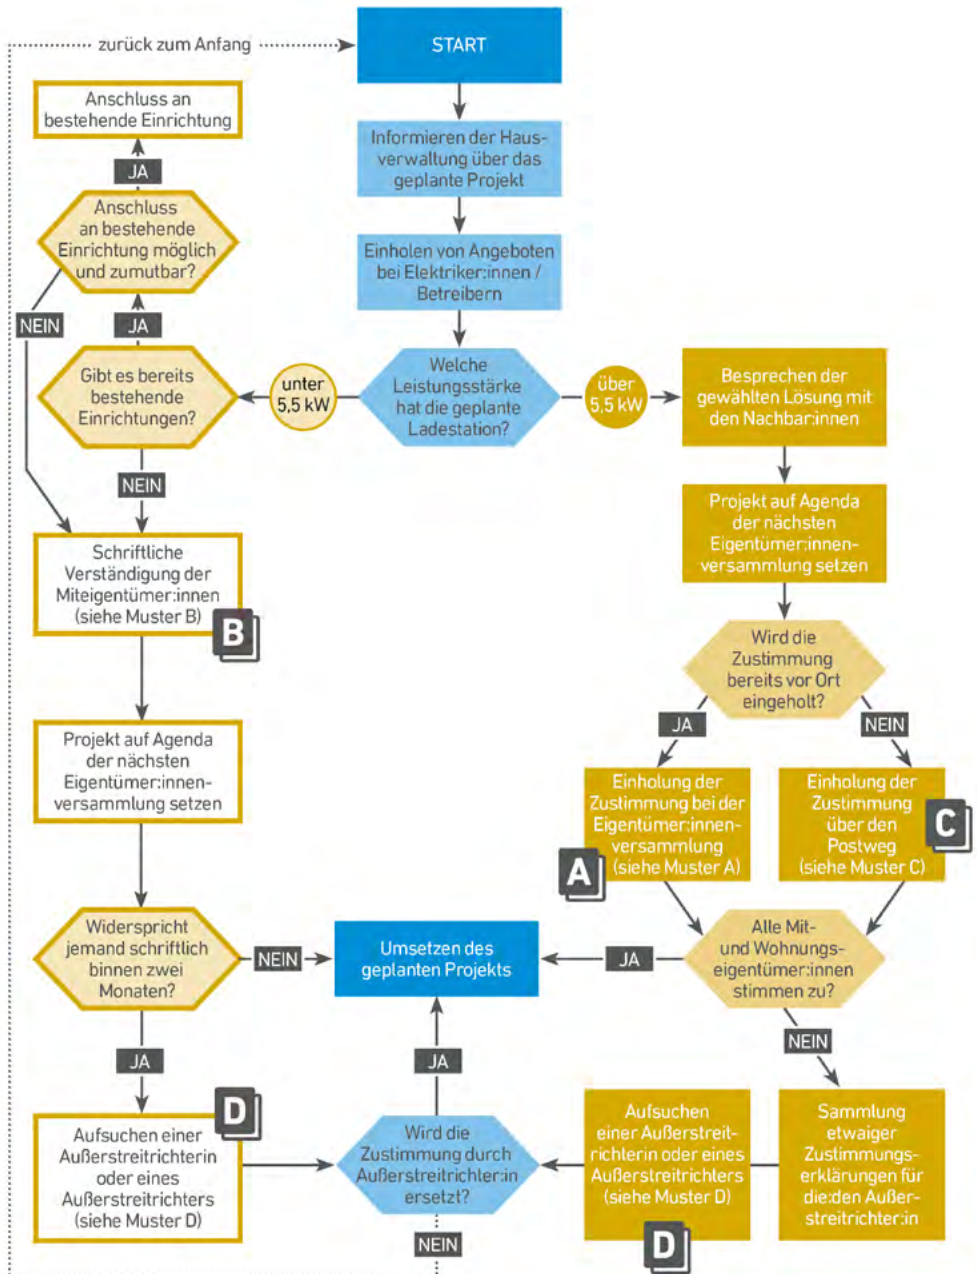 zurück zum Anfang
START
Anschluss an
bestehende Einrichtung
JA
Anschluss
an bestehende
Einrichtung möglich
und zumutbar?
NEIN
JA
Gibt es bereits
bestehende
Einrichtungen?
NEIN
Informieren der Haus-
verwaltung über das
geplante Projekt
Einholen von Angeboten
bei Elektriker:innen /
Betreibern
Welche
Leistungsstärke
hat die geplante
Ladestation?
unter
5,5 kW
über
5,5 kW
Besprechen der
gewählten Lösung mit
den Nachbar:innen
Projekt auf Agenda
der nächsten
Eigentümer:innen-
versammlung setzen
Wird die
Zustimmung
bereits vor Ort
eingeholt?
JA
NEIN
Einholung der
Zustimmung bei der
Eigentümer:innen-
versammlung
(siehe Muster A)
A
Einholung der
Zustimmung
über den
Postweg
(siehe Muster C)
C
Alle Mit-
und Wohnungs-
eigentümer:innen
stimmen zu?
JA
NEIN
Schriftliche
Verständigung der
Miteigentümer:innen
(siehe Muster B)
B
Projekt auf Agenda
der nächsten
Eigentümer:innen-
versammlung setzen
Widerspricht
jemand schriftlich
binnen zwei
Monaten?
NEIN
Umsetzen des
geplanten Projekts
JA
JA
Aufsuchen einer
Außerstreitrichterin
oder eines
Außerstreitrichters
(siehe Muster D)
D
Wird die
Zustimmung durch
Außerstreitrichter:in
ersetzt?
NEIN
Aufsuchen
einer Außerstreit-
richterin oder eines
Außerstreitrichters
(siehe Muster D)
D
Sammlung
etwaiger
Zustimmungs-
erklärungen für
die:den Außer-
streitrichter:in